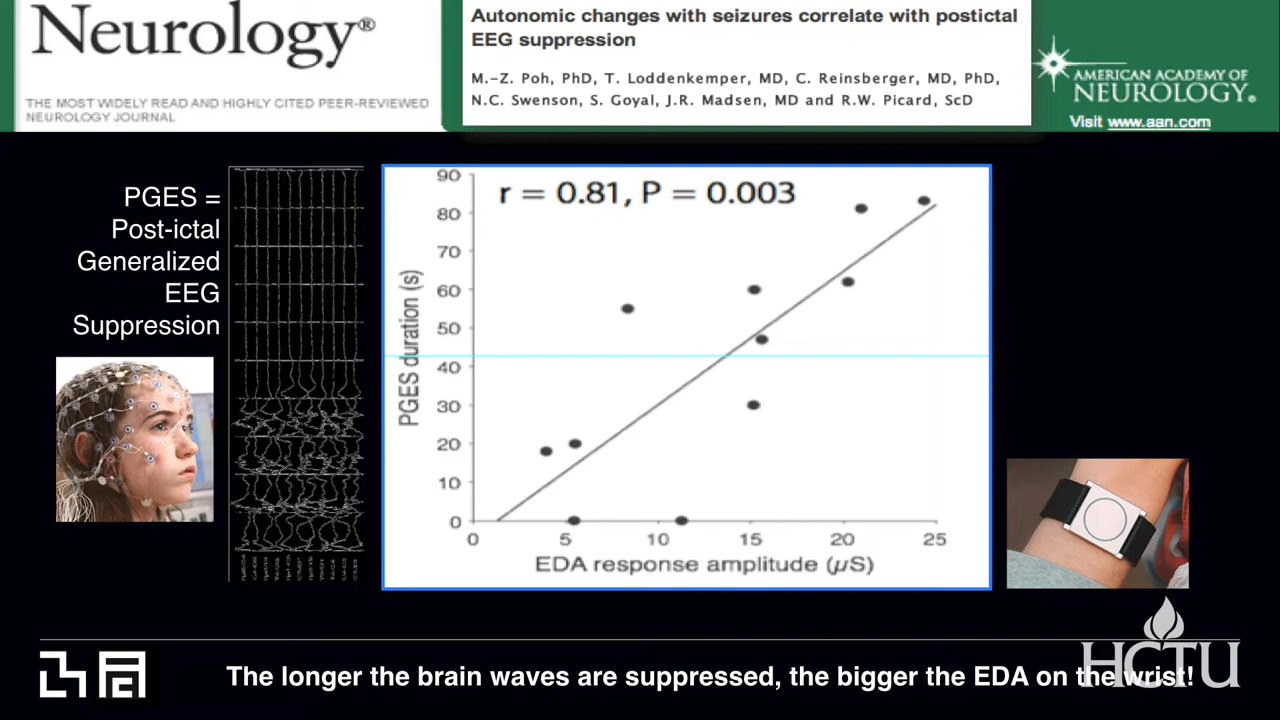 Neurology®
THE MOST WIDELY READ AND HIGHLY CITED PEER-REVIEWED
NEUROLOGY JOURNAL
Autonomic changes with seizures correlate with postictal
EEG suppression
M.-Z. Poh, PhD, T. Loddenkemper, MD, C. Reinsberger, MD, PhD,
N.C. Swenson, S. Goyal, J.R. Madsen, MD and R.W. Picard, ScD
AMERICAN ACADEMY OF
NEUROLOGY®
Visit www.aan.com
PGES =
Post-ictal
Generalized
EEG
Suppression
r = 0.81, P = 0.003
PGES duration (s)
90
80
70
60
50
40
30
20
10
0
0 5 10 15 20 25
EDA response amplitude (µS)
The longer the brain waves are suppressed, the bigger the EDA on the wrist!
HCTU